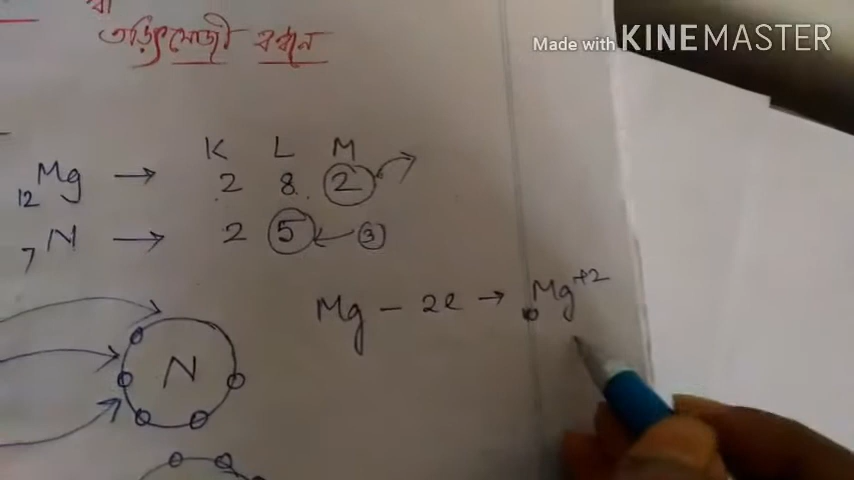 বা
তড়িৎযোজী বন্ধন
Made with KINEMASTER
K L M
12Mg → 2 8 2
7N → 2 5 ← 3
Mg - 2e → Mg+2
N